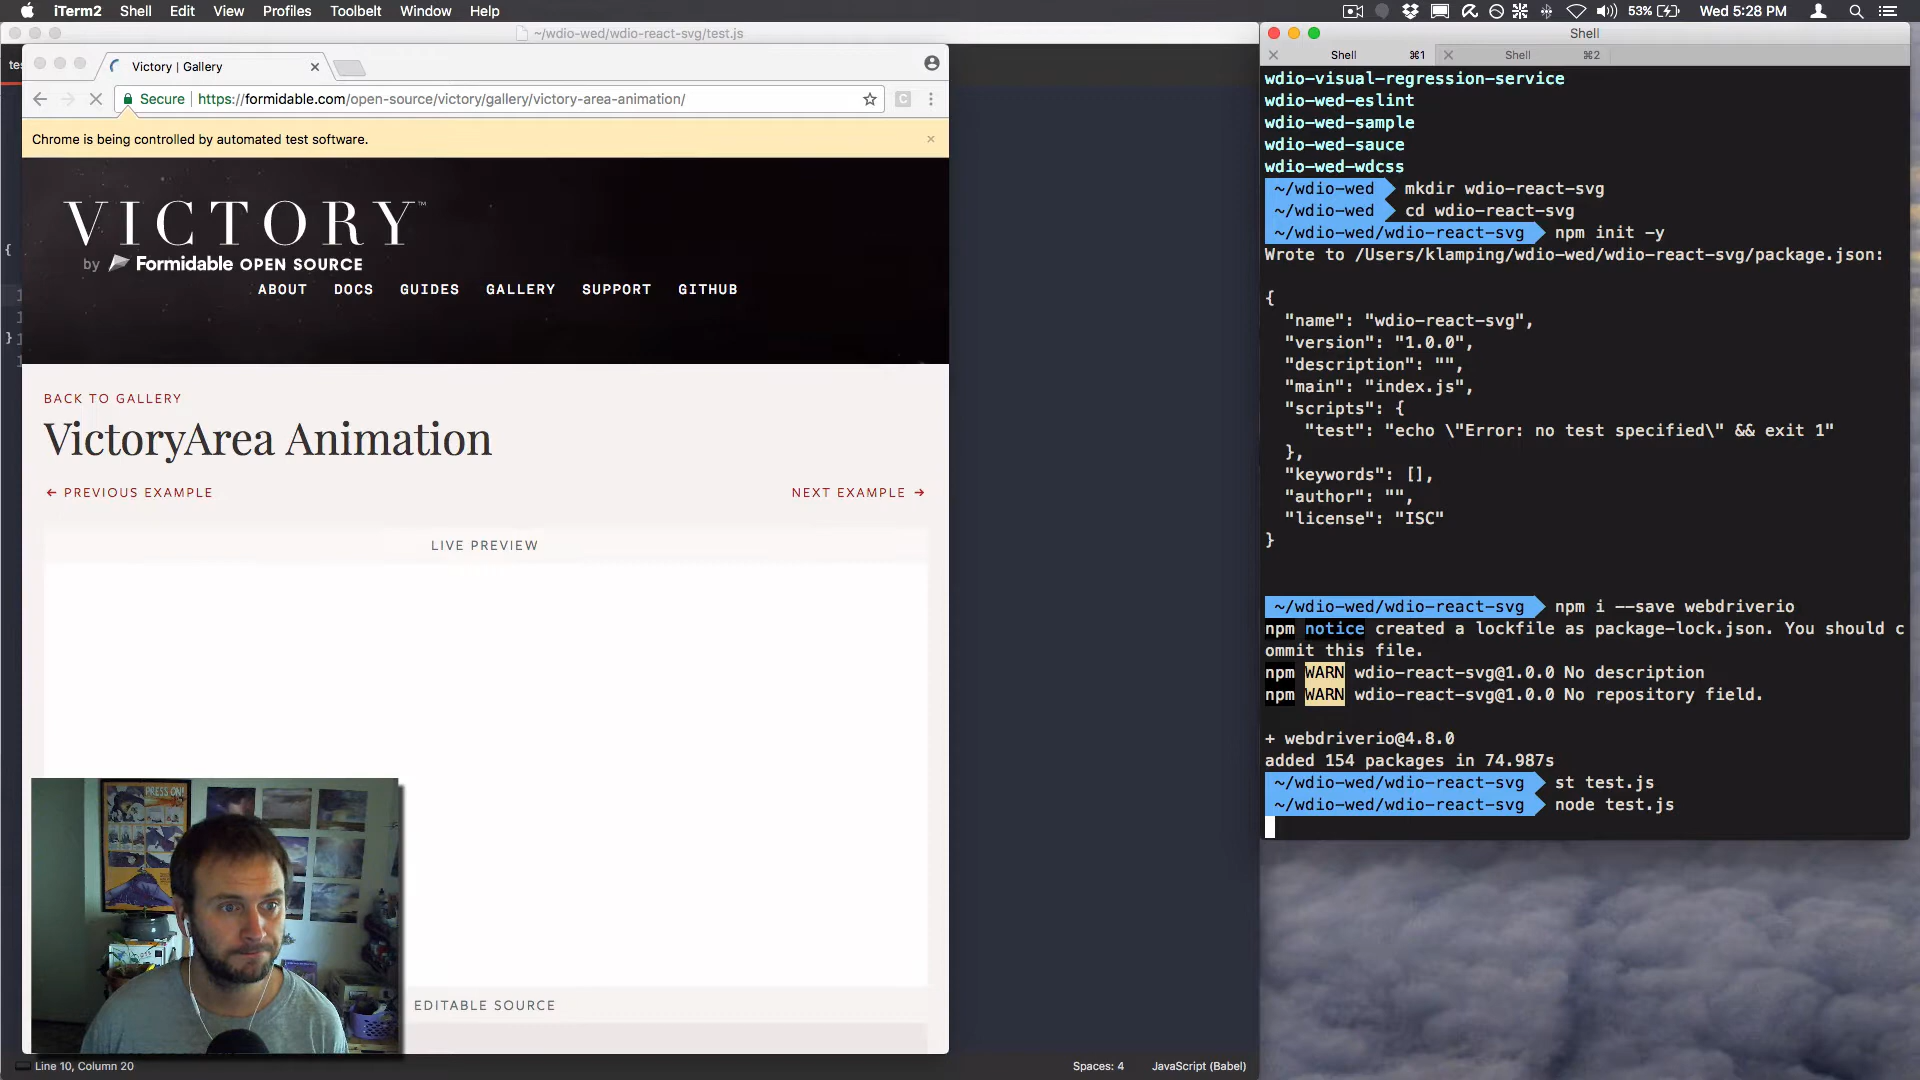 iTerm2 Shell Edit View Profiles Toolbelt Window Help
53% Wed 5:28 PM
~/wdio-wed/wdio-react-svg/test.js
Victory | Gallery
Secure https://formidable.com/open-source/victory/gallery/victory-area-animation/
Chrome is being controlled by automated test software.
VICTORY™
by Formidable OPEN SOURCE
ABOUT DOCS GUIDES GALLERY SUPPORT GITHUB
BACK TO GALLERY
VictoryArea Animation
← PREVIOUS EXAMPLE NEXT EXAMPLE →
LIVE PREVIEW
PRESS ON!
EDITABLE SOURCE
Line 10, Column 20
Spaces: 4 JavaScript (Babel)
Shell
Shell ⌘1 Shell ⌘2
wdio-visual-regression-service
wdio-wed-eslint
wdio-wed-sample
wdio-wed-sauce
wdio-wed-wdcss
~/wdio-wed mkdir wdio-react-svg
~/wdio-wed cd wdio-react-svg
~/wdio-wed/wdio-react-svg npm init -y
Wrote to /Users/klamping/wdio-wed/wdio-react-svg/package.json:
{
"name": "wdio-react-svg",
"version": "1.0.0",
"description": "",
"main": "index.js",
"scripts": {
"test": "echo \"Error: no test specified\" && exit 1"
},
"keywords": [],
"author": "",
"license": "ISC"
}
~/wdio-wed/wdio-react-svg npm i --save webdriverio
npm notice created a lockfile as package-lock.json. You should c
ommit this file.
npm WARN wdio-react-svg@1.0.0 No description
npm WARN wdio-react-svg@1.0.0 No repository field.
+ webdriverio@4.8.0
added 154 packages in 74.987s
~/wdio-wed/wdio-react-svg st test.js
~/wdio-wed/wdio-react-svg node test.js